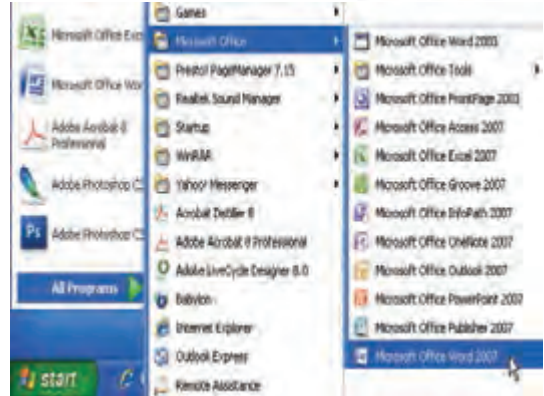 Microsoft Office Exc
Microsoft Office Wor
Adobe Acrobat 8
Professional
Adobe Photoshop CS
Ps Adobe Photoshop C
All Programs
start
Games
Microsoft Office
Presto! PageManager 7.15
Realtek Sound Manager
Startup
WinRAR
Yahoo! Messenger
Acrobat Distiller 8
Adobe Acrobat 8 Professional
Adobe LiveCycle Designer 8.0
Babylon
Internet Explorer
Outlook Express
Remote Assistance
Microsoft Office Word 2003
Microsoft Office Tools
Microsoft Office FrontPage 2003
Microsoft Office Access 2007
Microsoft Office Excel 2007
Microsoft Office Groove 2007
Microsoft Office InfoPath 2007
Microsoft Office OneNote 2007
Microsoft Office Outlook 2007
Microsoft Office PowerPoint 2007
Microsoft Office Publisher 2007
Microsoft Office Word 2007